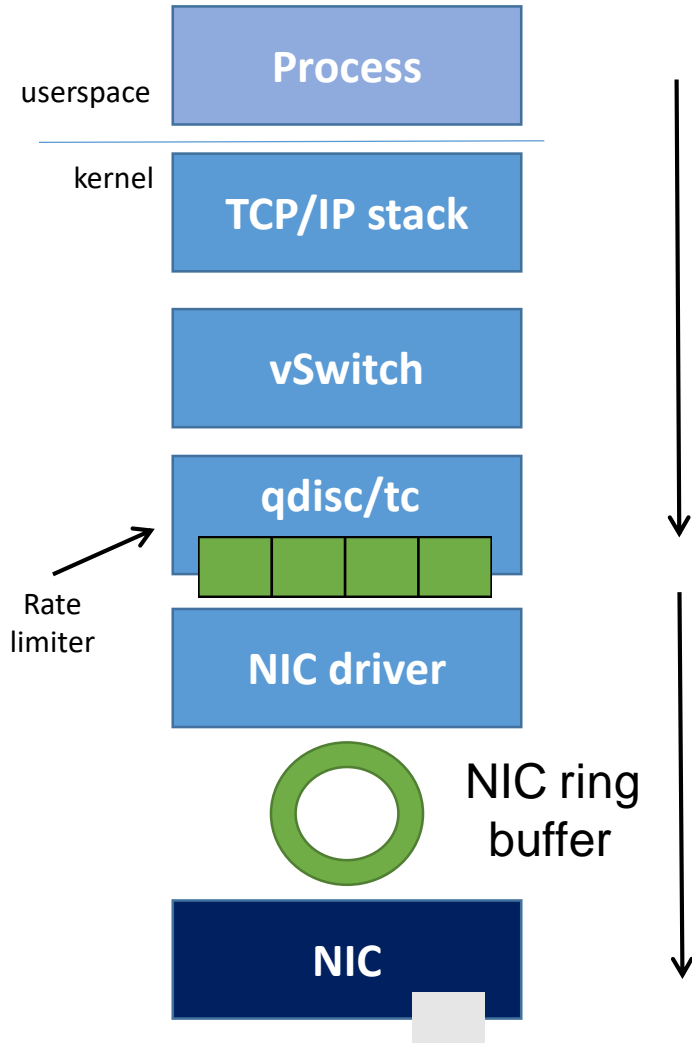 Process
userspace
kernel
TCP/IP stack
vSwitch
qdisc/tc
Rate
limiter
NIC driver
NIC ring
buffer
NIC